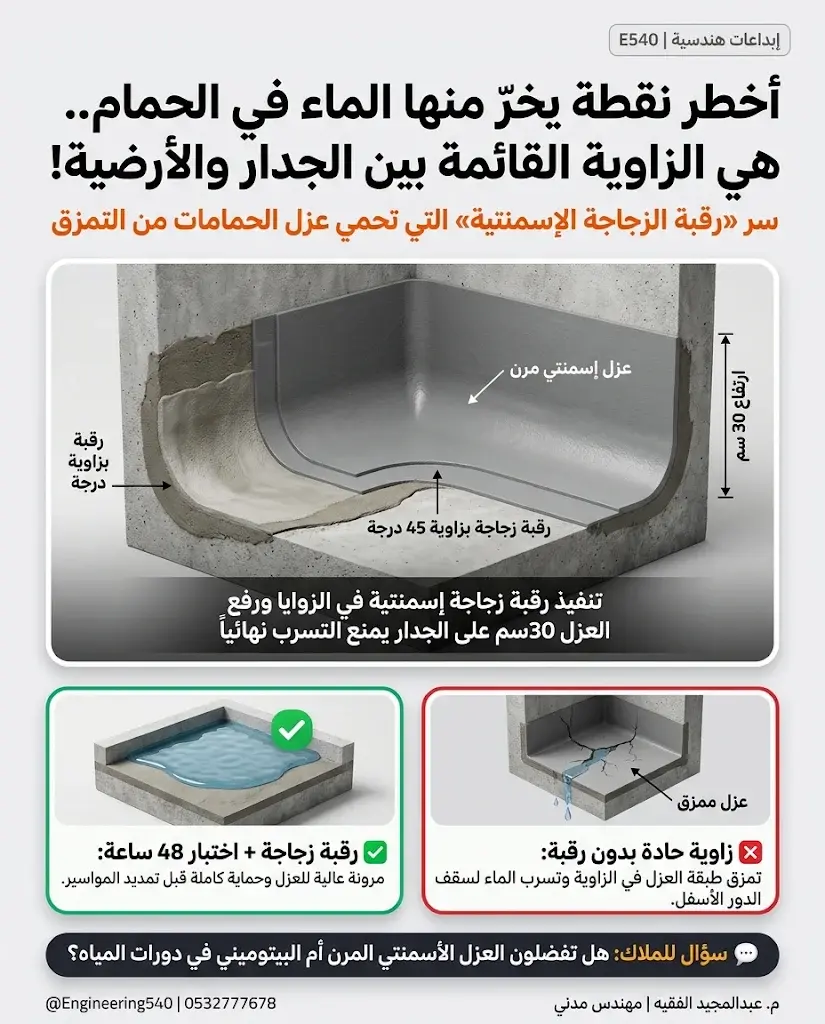 إبداعات هندسية | E540
أخطر نقطة يخرّ منها الماء في الحمام..
هي الزاوية القائمة بين الجدار والأرضية!
سر «رقبة الزجاجة الإسمنتية» التي تحمي عزل الحمامات من التمزق
عزل إسمنتي مرن
ارتفاع 30 سم
رقبة
بزاوية
درجة
رقبة زجاجة بزاوية 45 درجة
تنفيذ رقبة زجاجة إسمنتية في الزوايا ورفع
العزل 30سم على الجدار يمنع التسرب نهائياً
عزل ممزق
زاوية حادة بدون رقبة:
تمزق طبقة العزل في الزاوية وتسرب الماء لسقف
الدور الأسفل.
رقبة زجاجة + اختبار 48 ساعة:
مرونة عالية للعزل وحماية كاملة قبل تمديد المواسير.
سؤال للملاك: هل تفضلون العزل الأسمنتي المرن أم البيتوميني في دورات المياه؟
م. عبدالمجيد الفقيه | مهندس مدني
@Engineering540 | 0532777678